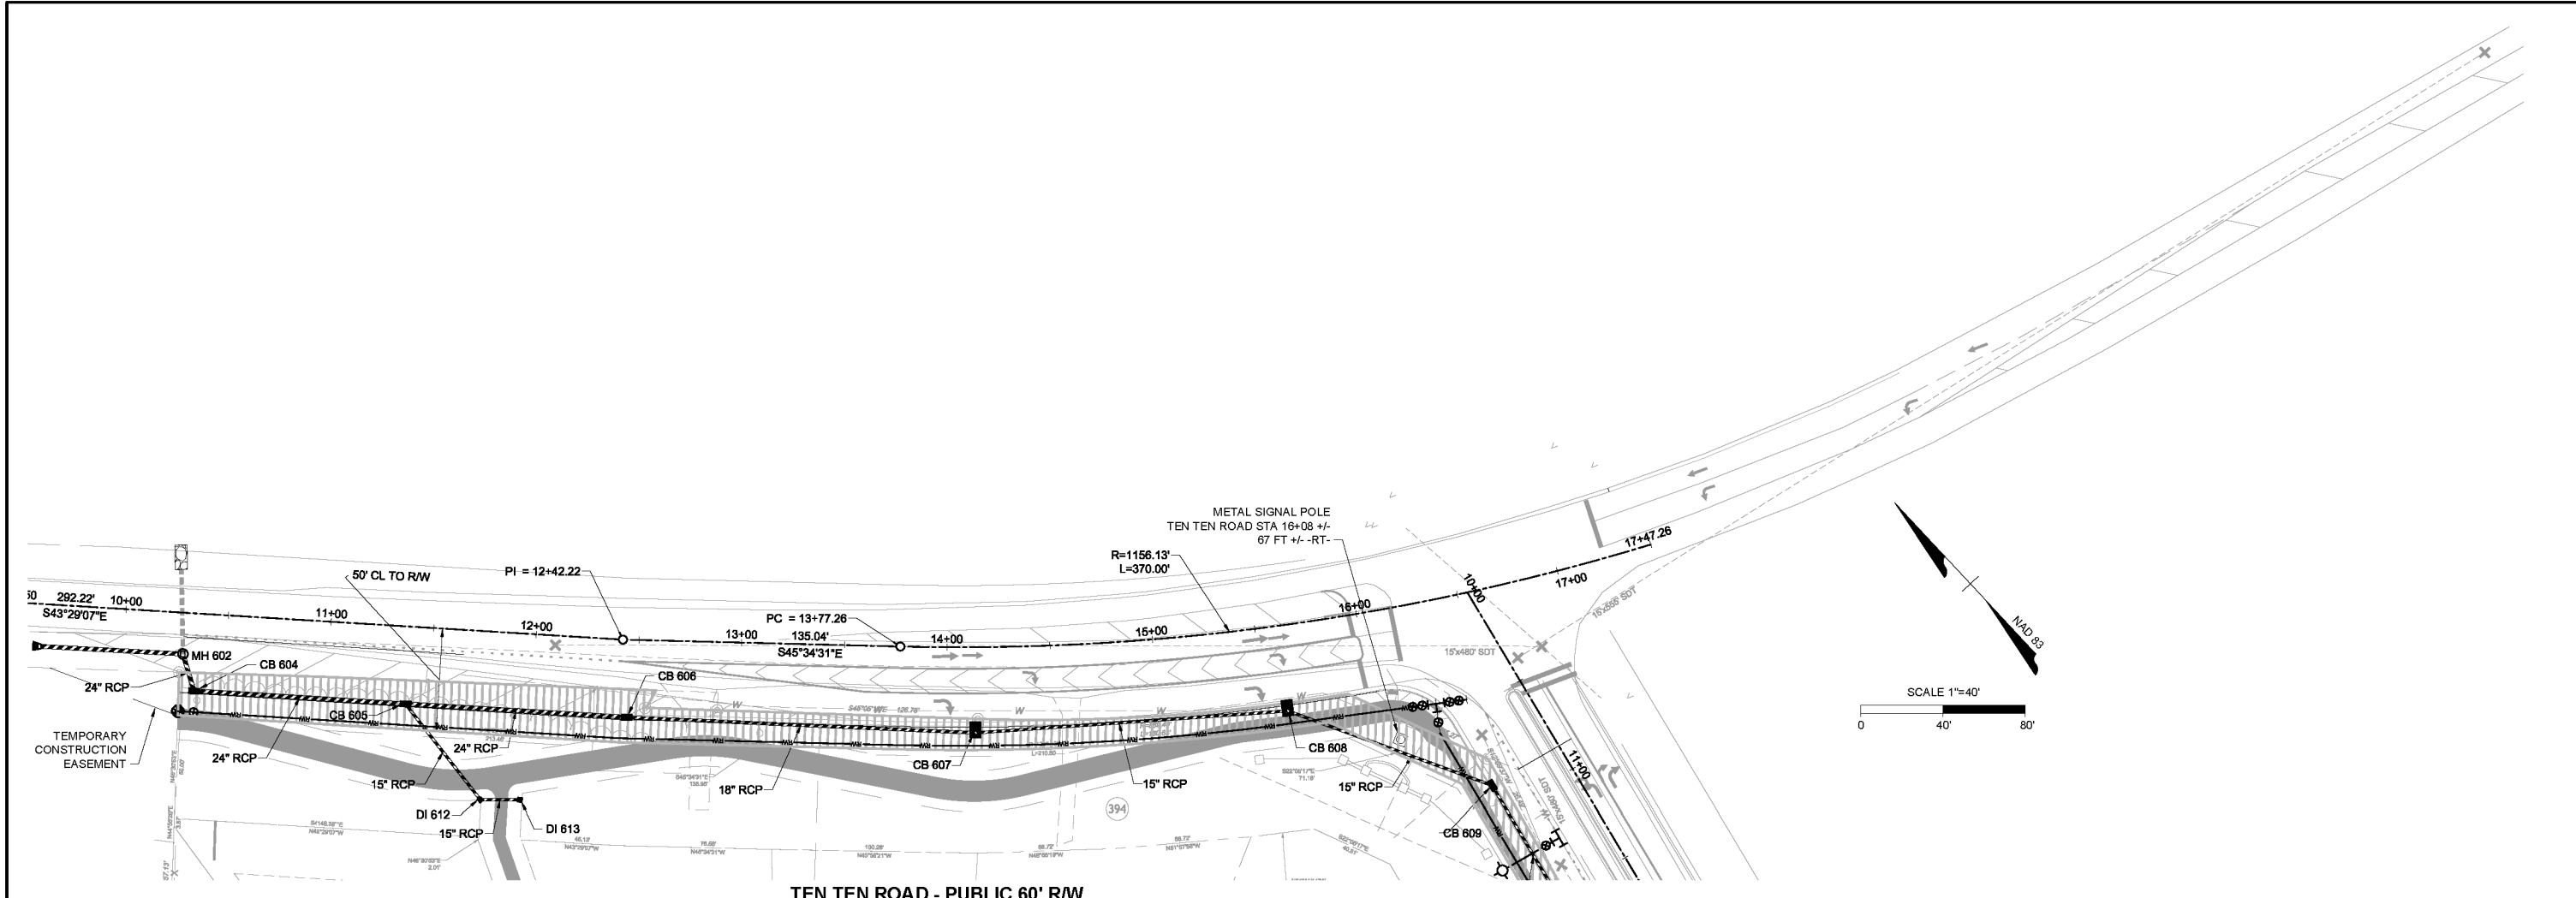 METAL SIGNAL POLE
TEN TEN ROAD STA 16+08 +/-
67 FT +/- -RT-
R=1156.13'
L=370.00'
17+47.26
17+00
10+00
16+00
15+00
14+00
PC = 13+77.26
13+00
135.04'
S45°34'31"E
PI = 12+42.22
12+00
50' CL TO R/W
11+00
10+00
292.22'
50
S43°29'07"E
15'x480' SDT
NAD 83
SCALE 1"=40'
0
40'
80'
MH 602
CB 604
24" RCP
CB 605
CB 606
24" RCP
24" RCP
TEMPORARY
CONSTRUCTION
EASEMENT
15" RCP
DI 612
15" RCP
DI 613
18" RCP
CB 607
15" RCP
394
CB 608
15" RCP
CB 609
11+00
15'x480' SDT
W
W
W
W
RW
TEN TEN ROAD - PUBLIC 60' R/W